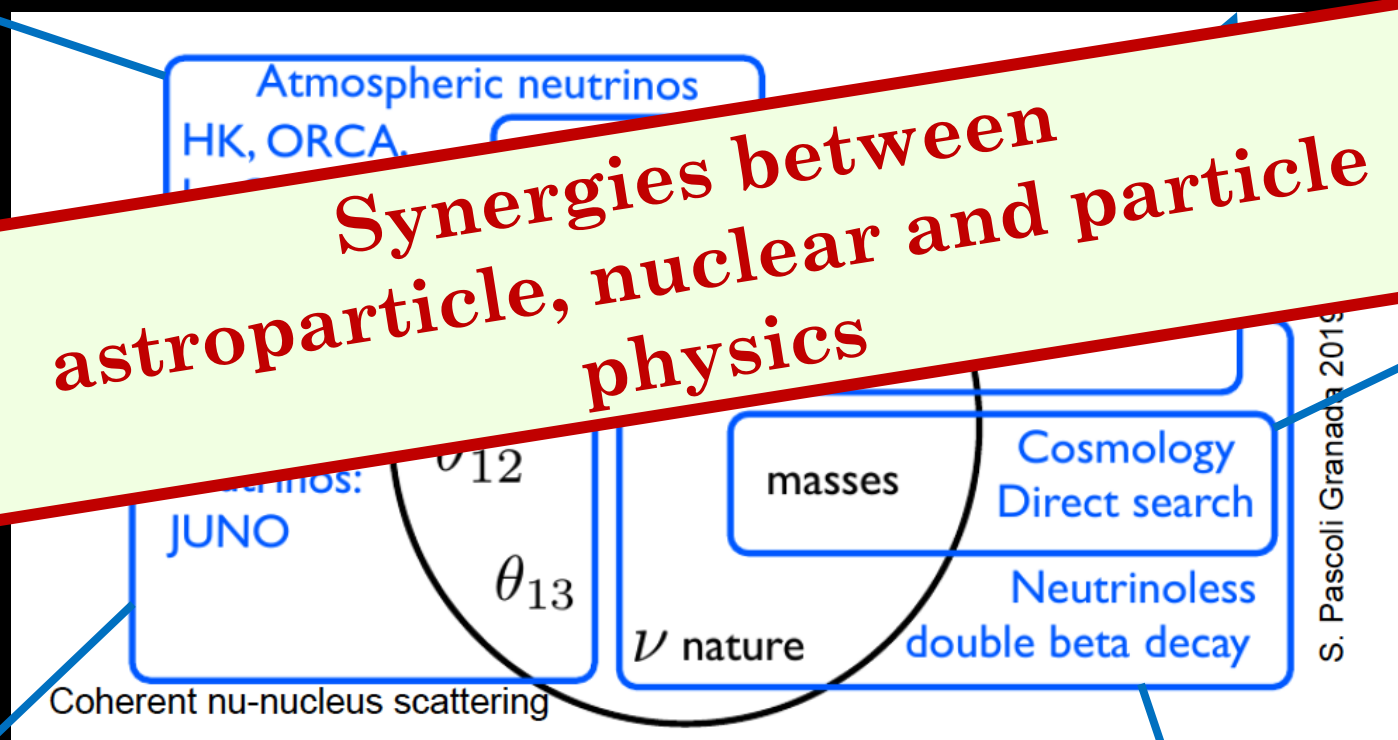 Atmospheric neutrinos
HK, ORCA,
Synergies between
astroparticle, nuclear and particle
physics
θ12
JUNO
θ13
masses
Cosmology
Direct search
Neutrinoless
double beta decay
ν nature
Coherent nu-nucleus scattering
S. Pascoli Granada 2019